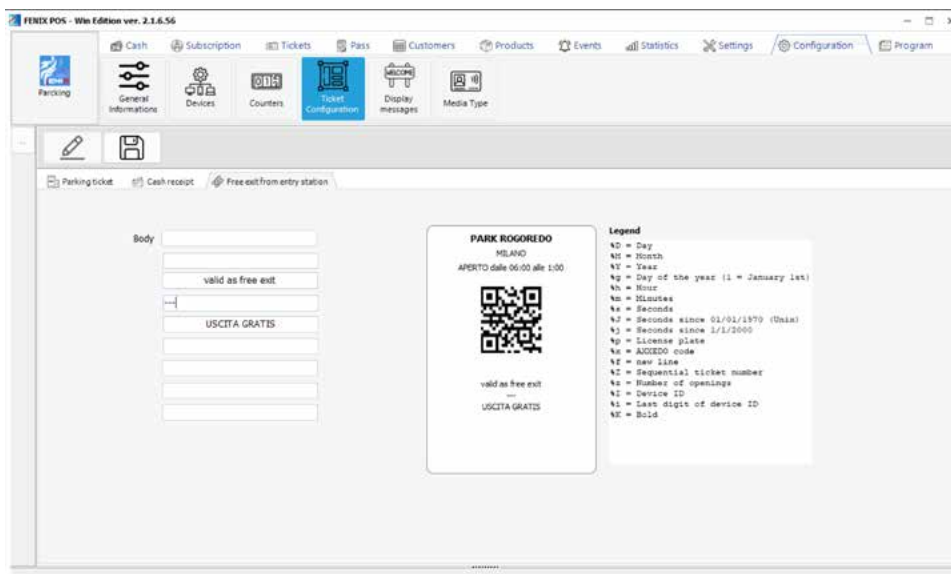 FENIX POS - Win Edition ver. 2.1.6.56
Cash
Subscription
Tickets
Pass
Customers
Products
Events
Statistics
Settings
Configuration
Program
Parcking
General Informations
Devices
Counters
Ticket Configuration
WELCOME
Display messages
Media Type
Parking ticket
Cash receipt
Free exit from entry station
Body
valid as free exit
---
USCITA GRATIS
PARK ROGOREDO
MILANO
APERTO dalle 06:00 alle 1:00
valid as free exit
---
USCITA GRATIS
Legend
%D = Day
%M = Month
%Y = Year
%g = Day of the year (1 = January 1st)
%h = Hour
%m = Minutes
%s = Seconds
%J = Seconds since 01/01/1970 (Unix)
%j = Seconds since 1/1/2000
%p = License plate
%x = AXXEDO code
%f = new line
%Z = Sequential ticket number
%z = Number of openings
%I = Device ID
%i = Last digit of device ID
%K = Bold